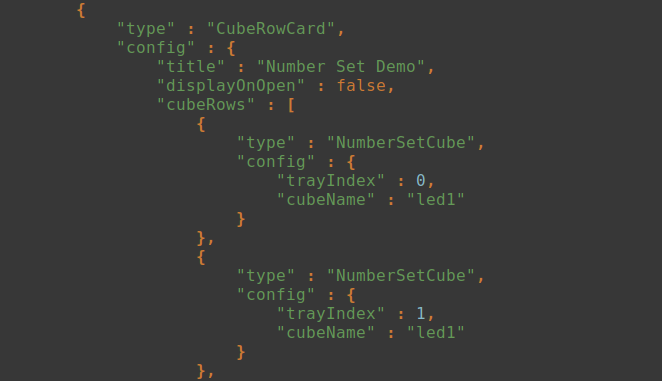 {
    "type" : "CubeRowCard",
    "config" : {
        "title" : "Number Set Demo",
        "displayOnOpen" : false,
        "cubeRows" : [
            {
                "type" : "NumberSetCube",
                "config" : {
                    "trayIndex" : 0,
                    "cubeName" : "led1"
                }
            },
            {
                "type" : "NumberSetCube",
                "config" : {
                    "trayIndex" : 1,
                    "cubeName" : "led1"
                }
            },